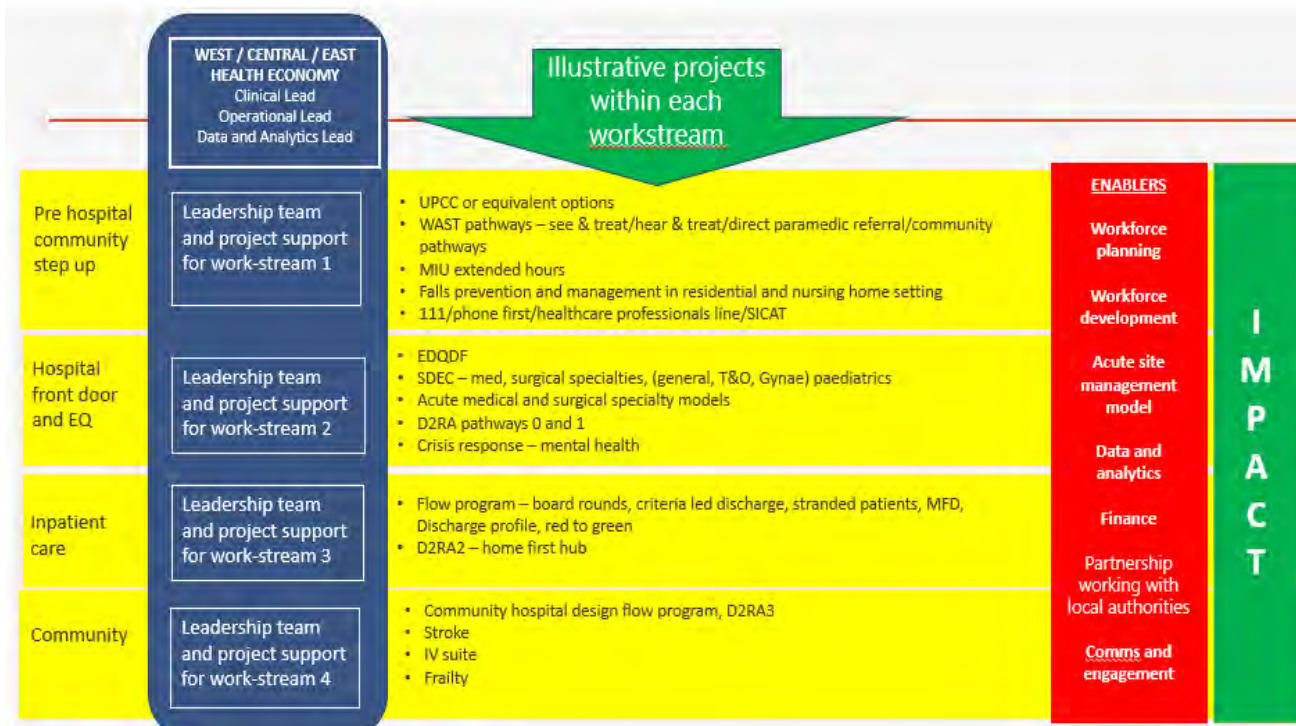 WEST / CENTRAL / EAST
HEALTH ECONOMY
Clinical Lead
Operational Lead
Data and Analytics Lead
Illustrative projects
within each
workstream
Pre hospital
community
step up
Leadership team
and project support
for work-stream 1
• UPCC or equivalent options
• WAST pathways – see & treat/hear & treat/direct paramedic referral/community
pathways
• MIU extended hours
• Falls prevention and management in residential and nursing home setting
• 111/phone first/healthcare professionals line/SICAT
Hospital
front door
and EQ
Leadership team
and project support
for work-stream 2
• EDQDF
• SDEC – med, surgical specialties, (general, T&O, Gynae) paediatrics
• Acute medical and surgical specialty models
• D2RA pathways 0 and 1
• Crisis response – mental health
Inpatient
care
Leadership team
and project support
for work-stream 3
• Flow program – board rounds, criteria led discharge, stranded patients, MFD,
Discharge profile, red to green
• D2RA2 – home first hub
Community
Leadership team
and project support
for work-stream 4
• Community hospital design flow program, D2RA3
• Stroke
• IV suite
• Frailty
ENABLERS
Workforce
planning
Workforce
development
Acute site
management
model
Data and
analytics
Finance
Partnership
working with
local authorities
Comms and
engagement
I
M
P
A
C
T